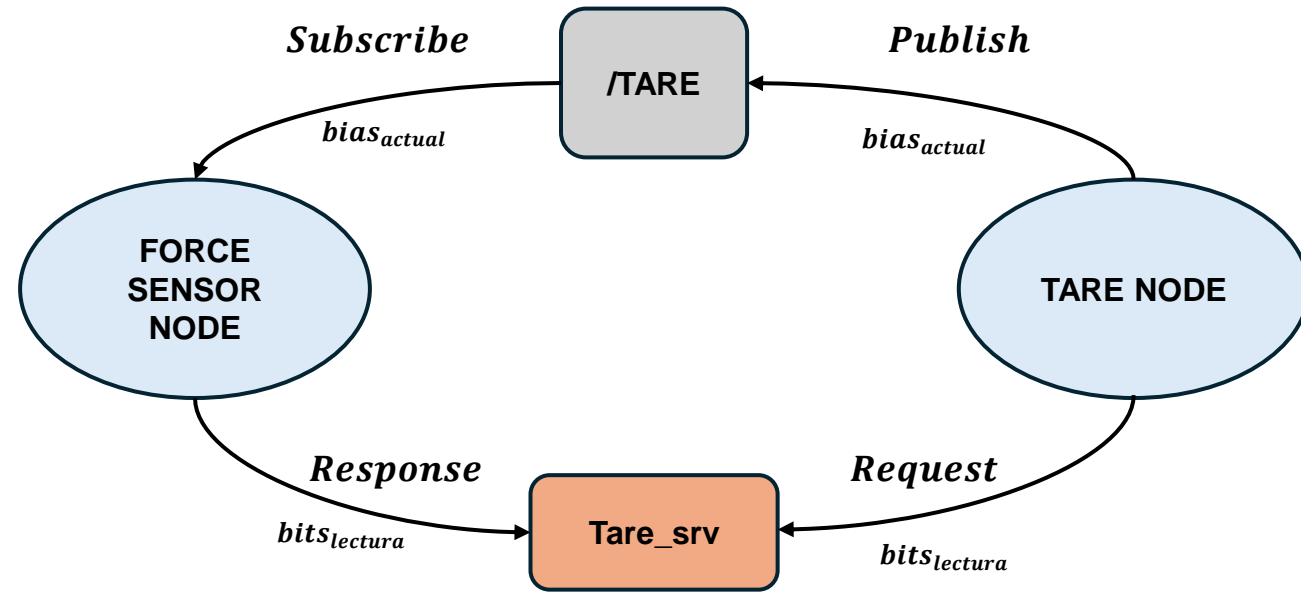 Subscribe
Publish
/TARE
bias_actual
bias_actual
FORCE
SENSOR
NODE
TARE NODE
Response
Request
Tare_srv
bits_lectura
bits_lectura